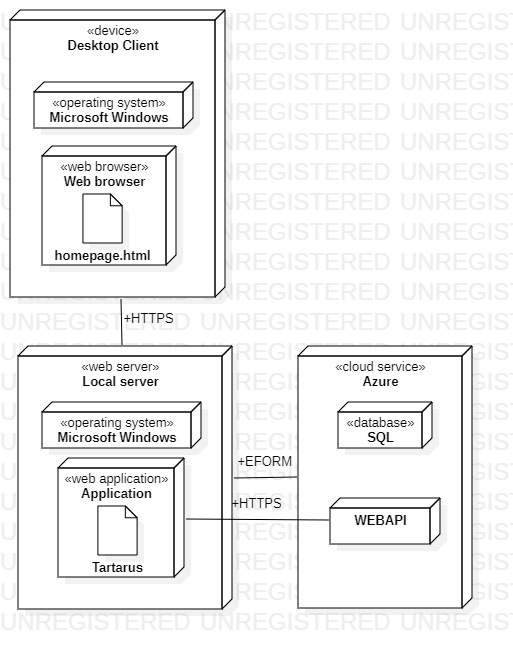 «device»
Desktop Client
«operating system»
Microsoft Windows
«web browser»
Web browser
homepage.html
+HTTPS
«web server»
Local server
«operating system»
Microsoft Windows
«web application»
Application
Tartarus
+EFORM
+HTTPS
«cloud service»
Azure
«database»
SQL
WEBAPI
UNREGISTERED UNREGISTERED UNREGIST